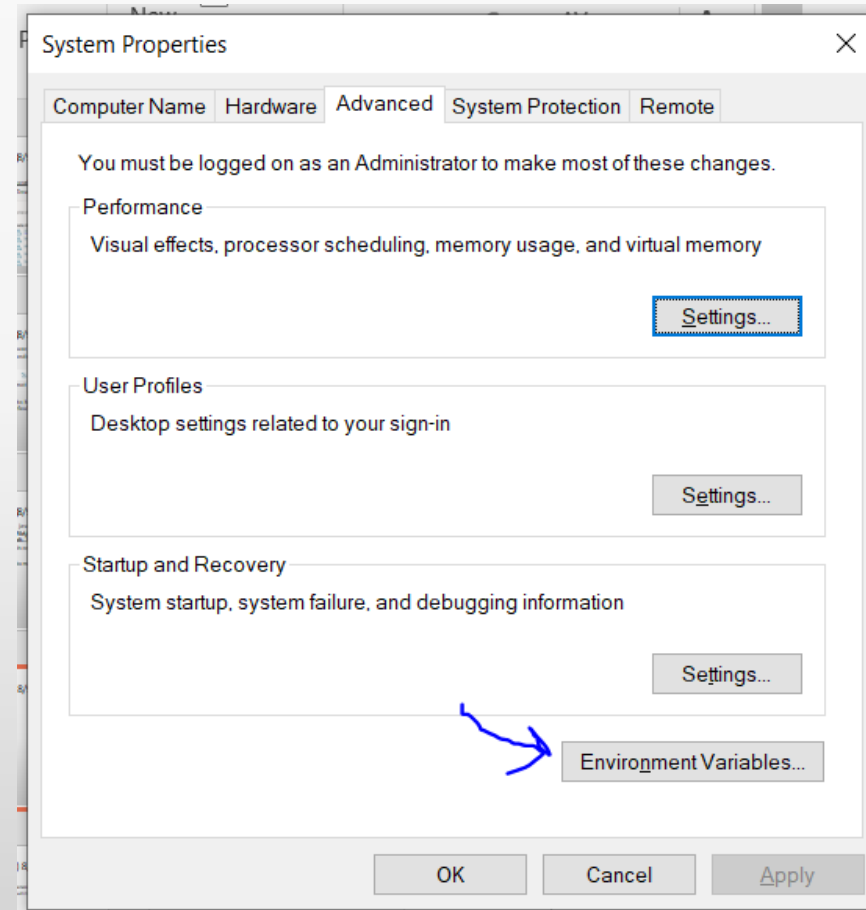 New
System Properties
Computer Name Hardware Advanced System Protection Remote
You must be logged on as an Administrator to make most of these changes.
Performance
Visual effects, processor scheduling, memory usage, and virtual memory
Settings...
User Profiles
Desktop settings related to your sign-in
Settings...
Startup and Recovery
System startup, system failure, and debugging information
Settings...
Environment Variables...
OK Cancel Apply